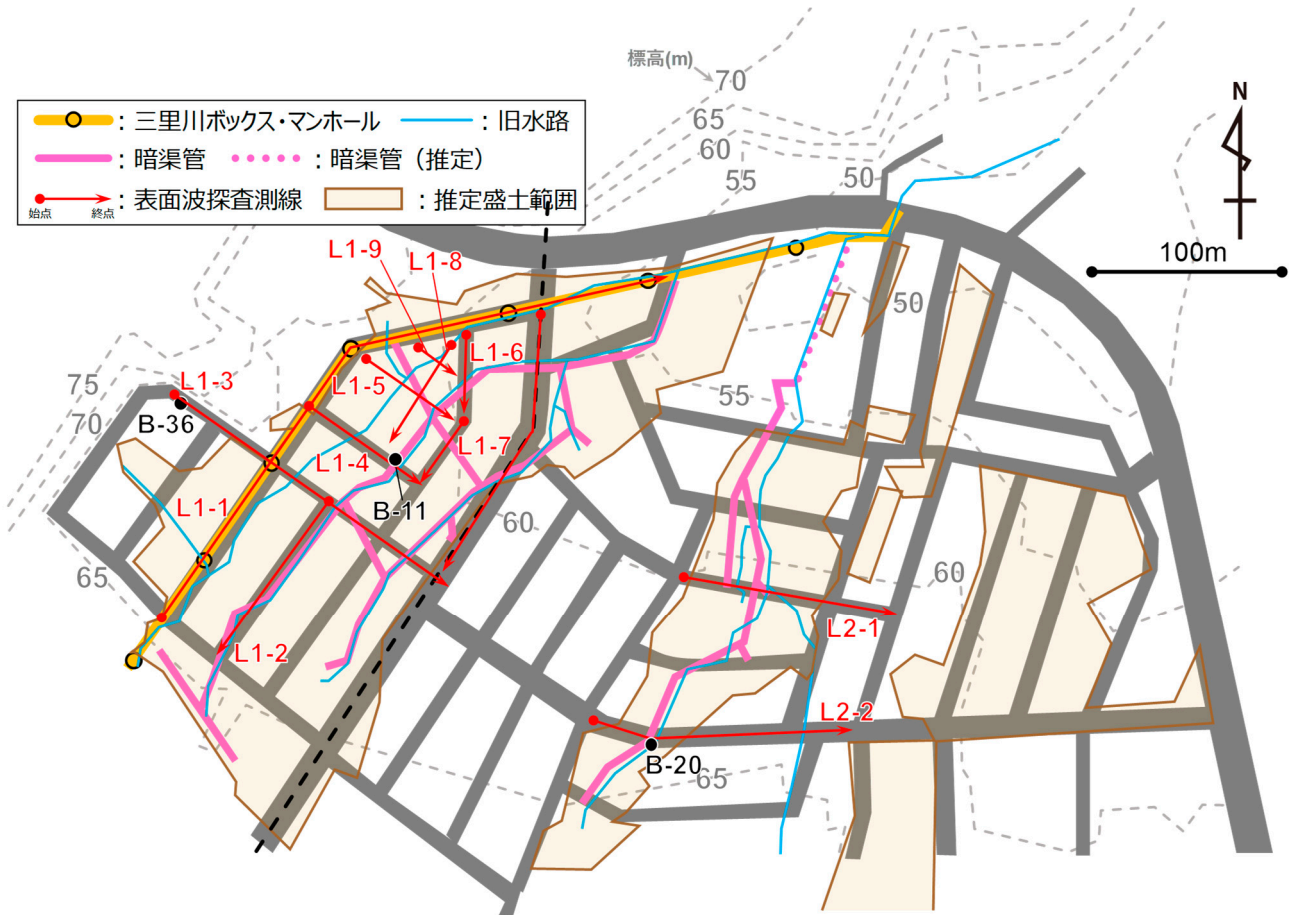 標高(m)
70
65
60
55
50
N
三里川ボックス・マンホール
：旧水路
：暗渠管
：暗渠管（推定）
始点
終点
：表面波探査測線
：推定盛土範囲
100m
L1-9
L1-8
50
75
L1-3
70
B-36
L1-5
L1-6
55
L1-4
L1-7
L1-1
B-11
60
65
60
L2-1
L1-2
L2-2
B-20
65